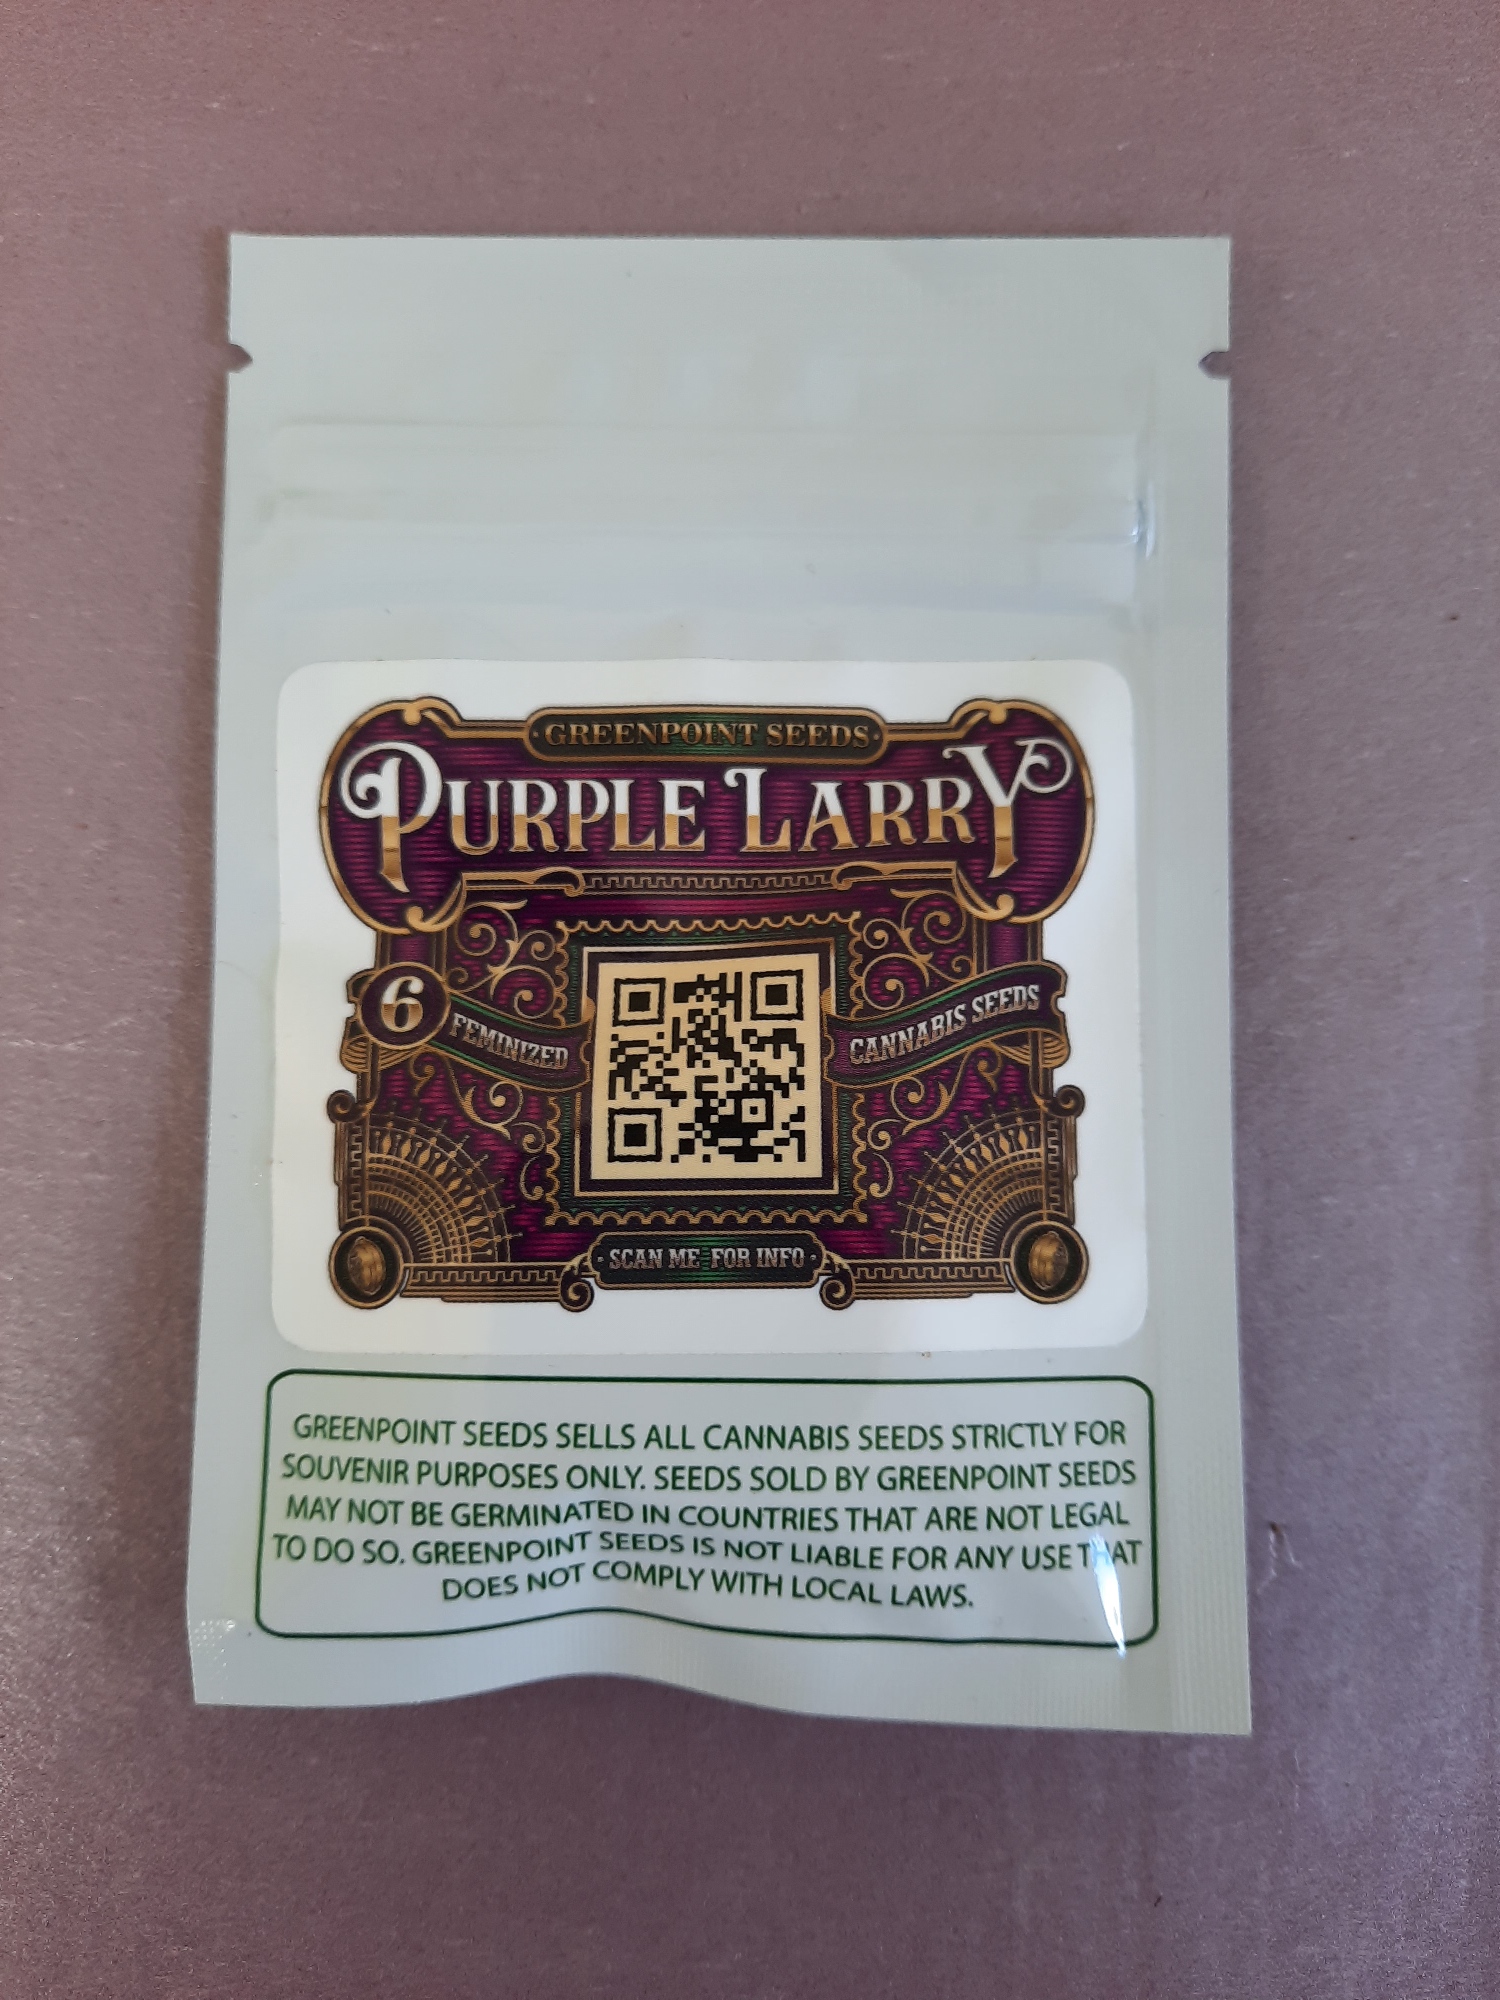 GREENPOINT SEEDS
PURPLE LARRY
6 FEMINIZED CANNABIS SEEDS
· SCAN ME FOR INFO ·
GREENPOINT SEEDS SELLS ALL CANNABIS SEEDS STRICTLY FOR
SOUVENIR PURPOSES ONLY. SEEDS SOLD BY GREENPOINT SEEDS
MAY NOT BE GERMINATED IN COUNTRIES THAT ARE NOT LEGAL
TO DO SO. GREENPOINT SEEDS IS NOT LIABLE FOR ANY USE THAT
DOES NOT COMPLY WITH LOCAL LAWS.